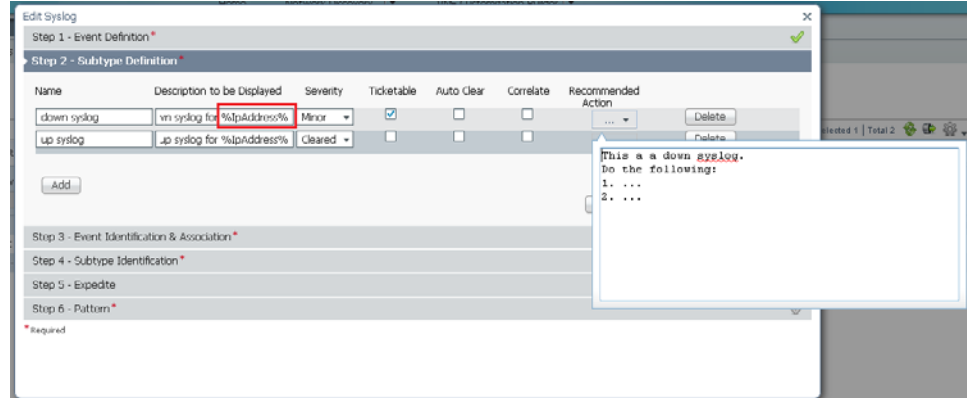 Edit Syslog
Step 1 - Event Definition *
Step 2 - Subtype Definition *
Name Description to be Displayed Severity Ticketable Auto Clear Correlate Recommended Action
down syslog vn syslog for %IpAddress% Minor ... Delete
up syslog up syslog for %IpAddress% Cleared Delete
Selected 1 | Total 2
This a a down syslog.
Do the following:
1. ...
2. ...
Add
Step 3 - Event Identification & Association *
Step 4 - Subtype Identification *
Step 5 - Expedite
Step 6 - Pattern *
* Required